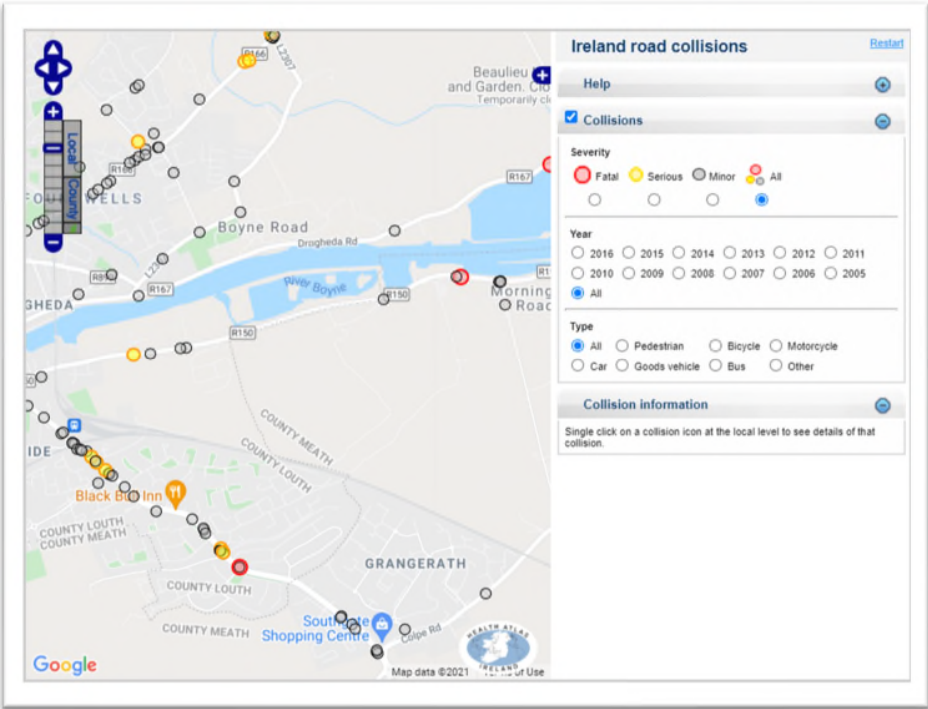 R166
L2307
Beaulieu
and Garden. Clo
Temporarily cl
Local
County
R167
Boyne Road
Drogheda Rd
River Boyne
R150
R167
GHEDA
Morning
Road
R1
R150
COUNTY MEATH
COUNTY LOUTH
IDE
Black Bull Inn
COUNTY LOUTH
COUNTY MEATH
GRANGERATH
COUNTY LOUTH
COUNTY MEATH
Southgate
Shopping Centre
Colpe Rd
HEALTH ATLAS
IRELAND
Google
Map data ©2021
Terms of Use
Ireland road collisions
Restart
Help
Collisions
Severity
Fatal Serious Minor All
Year
2016 2015 2014 2013 2012 2011
2010 2009 2008 2007 2006 2005
All
Type
All Pedestrian Bicycle Motorcycle
Car Goods vehicle Bus Other
Collision information
Single click on a collision icon at the local level to see details of that
collision.